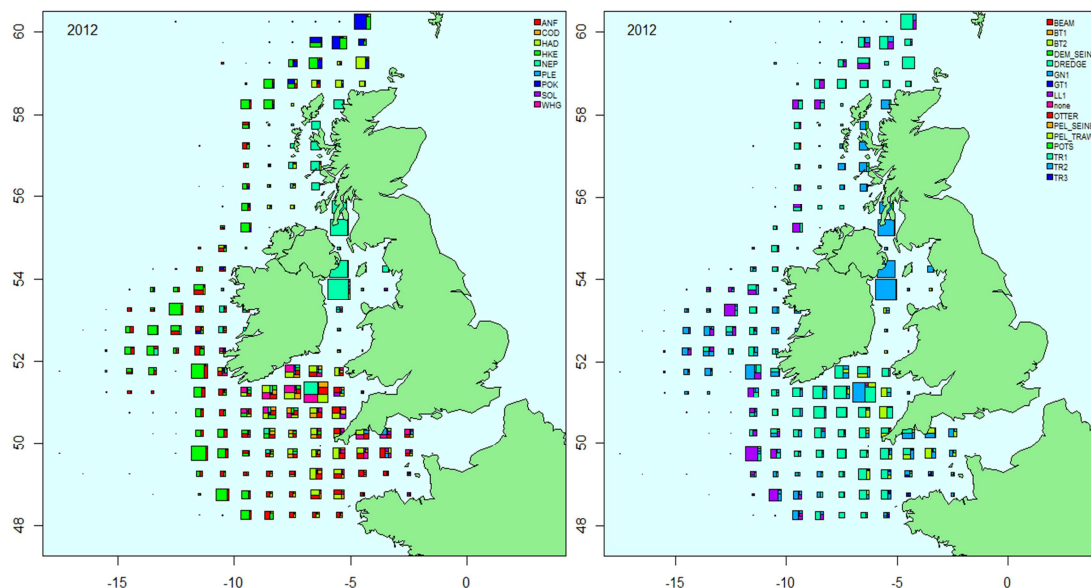 2012
ANF
COD
HAD
HKE
NEP
PLE
POK
SOL
WHG
60
58
56
54
52
50
48
-15
-10
-5
0
2012
BEAM
BT1
BT2
DEM_SEIN
DREDGE
GN1
GT1
LL1
none
OTTER
PEL_SEINE
PEL_TRAW
POTS
TR1
TR2
TR3
60
58
56
54
52
50
48
-15
-10
-5
0